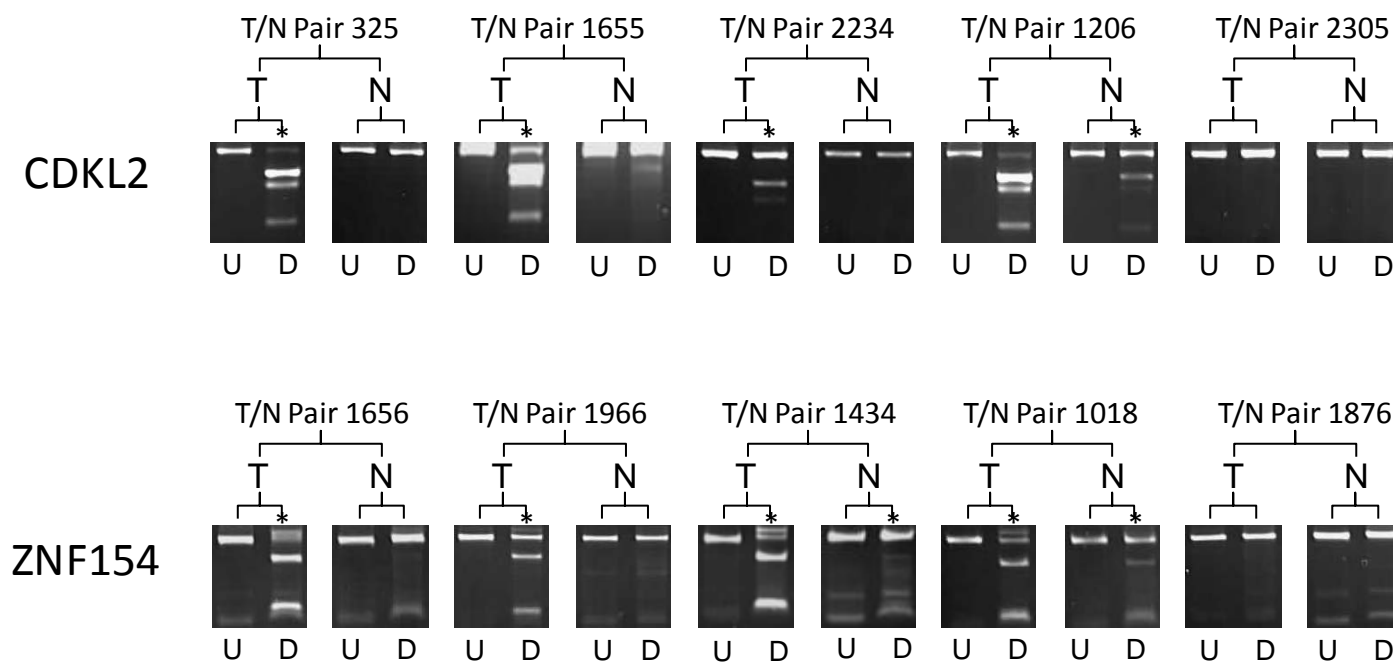 T/N Pair 325 T/N Pair 1655 T/N Pair 2234 T/N Pair 1206 T/N Pair 2305
T N T N T N T N T N
* * * * *
CDKL2
U D U D U D U D U D U D U D U D U D U D
T/N Pair 1656 T/N Pair 1966 T/N Pair 1434 T/N Pair 1018 T/N Pair 1876
T N T N T N T N T N
* * * * * *
ZNF154
U D U D U D U D U D U D U D U D U D U D